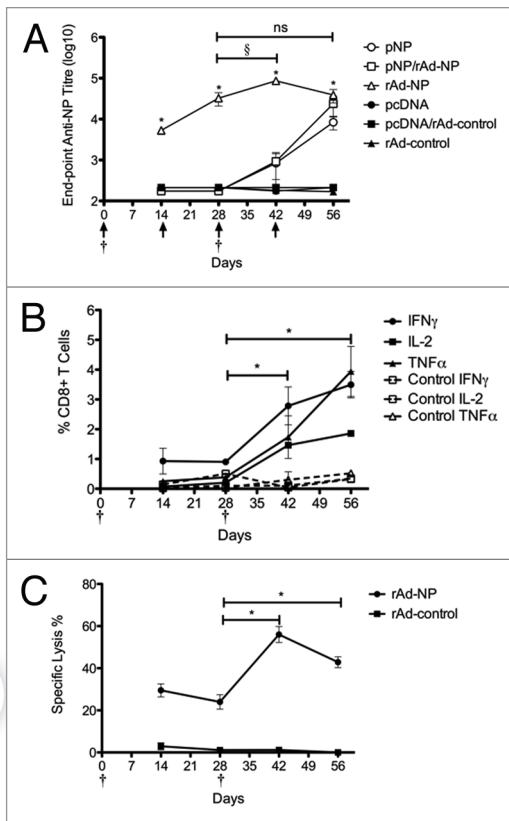 A
ns
§
* * * *
End-point Anti-NP Titre (log10)
6
5
4
3
2
0 7 14 21 28 35 42 49 56
† †
Days
pNP
pNP/rAd-NP
rAd-NP
pcDNA
pcDNA/rAd-control
rAd-control
B
*
*
% CD8+ T Cells
6
5
4
3
2
1
0
0 7 14 21 28 35 42 49 56
† †
Days
IFNγ
IL-2
TNFα
Control IFNγ
Control IL-2
Control TNFα
C
*
*
Specific Lysis %
80
60
40
20
0
0 7 14 21 28 35 42 49 56
† †
Days
rAd-NP
rAd-control